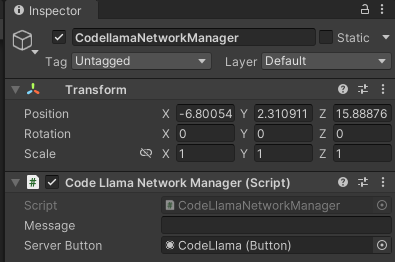 Inspector
CodellamaNetworkManager Static
Tag Untagged Layer Default
Transform
Position X -6.80054 Y 2.310911 Z 15.88876
Rotation X 0 Y 0 Z 0
Scale X 1 Y 1 Z 1
# Code Llama Network Manager (Script)
Script # CodeLlamaNetworkManager
Message
Server Button CodeLlama (Button)